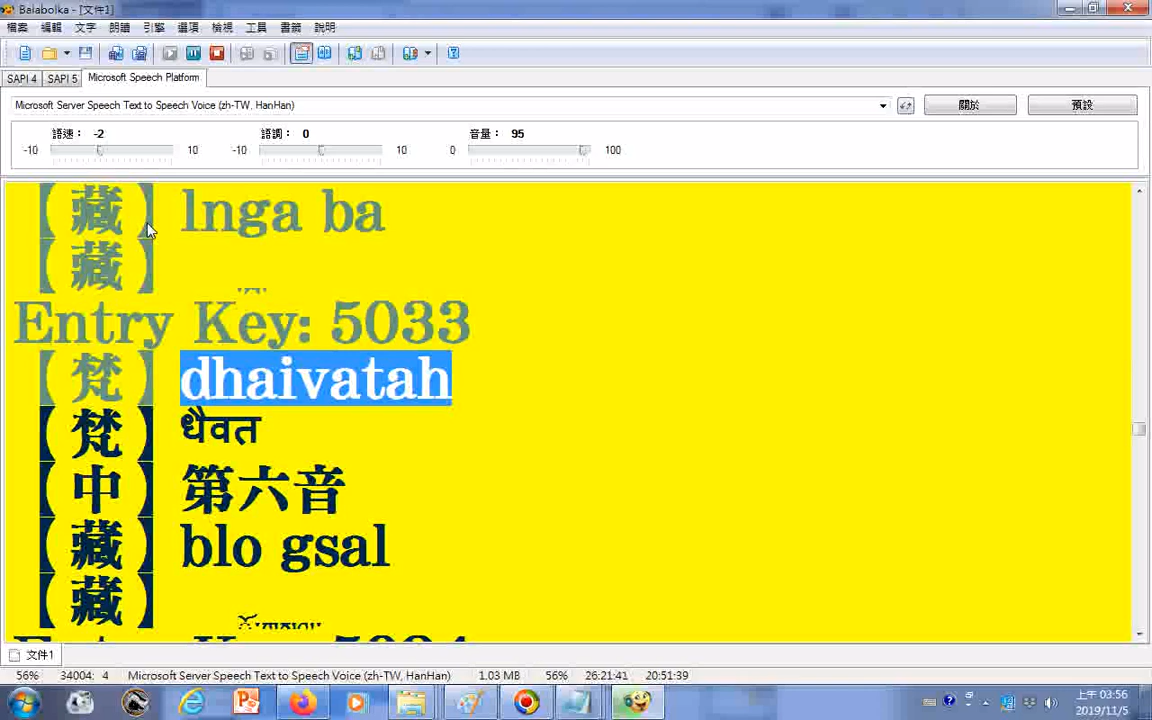 Balabolka - [文件1]
檔案 編輯 文字 朗讀 引擎 選項 檢視 工具 書籤 說明
SAPI 4 SAPI 5 Microsoft Speech Platform
Microsoft Server Speech Text to Speech Voice (zh-TW, HanHan) 關於 預設
語速： -2 語調： 0 音量： 95
-10 10 -10 10 0 100
【藏】 lnga ba
【藏】
Entry Key: 5033
【梵】 dhaivatah
【梵】 धैवत
【中】 第六音
【藏】 blo gsal
【藏】
文件1
56% 34004: 4 Microsoft Server Speech Text to Speech Voice (zh-TW, HanHan) 1.03 MB 56% 26:21:41 20:51:39
上午 03:56
2019/11/5